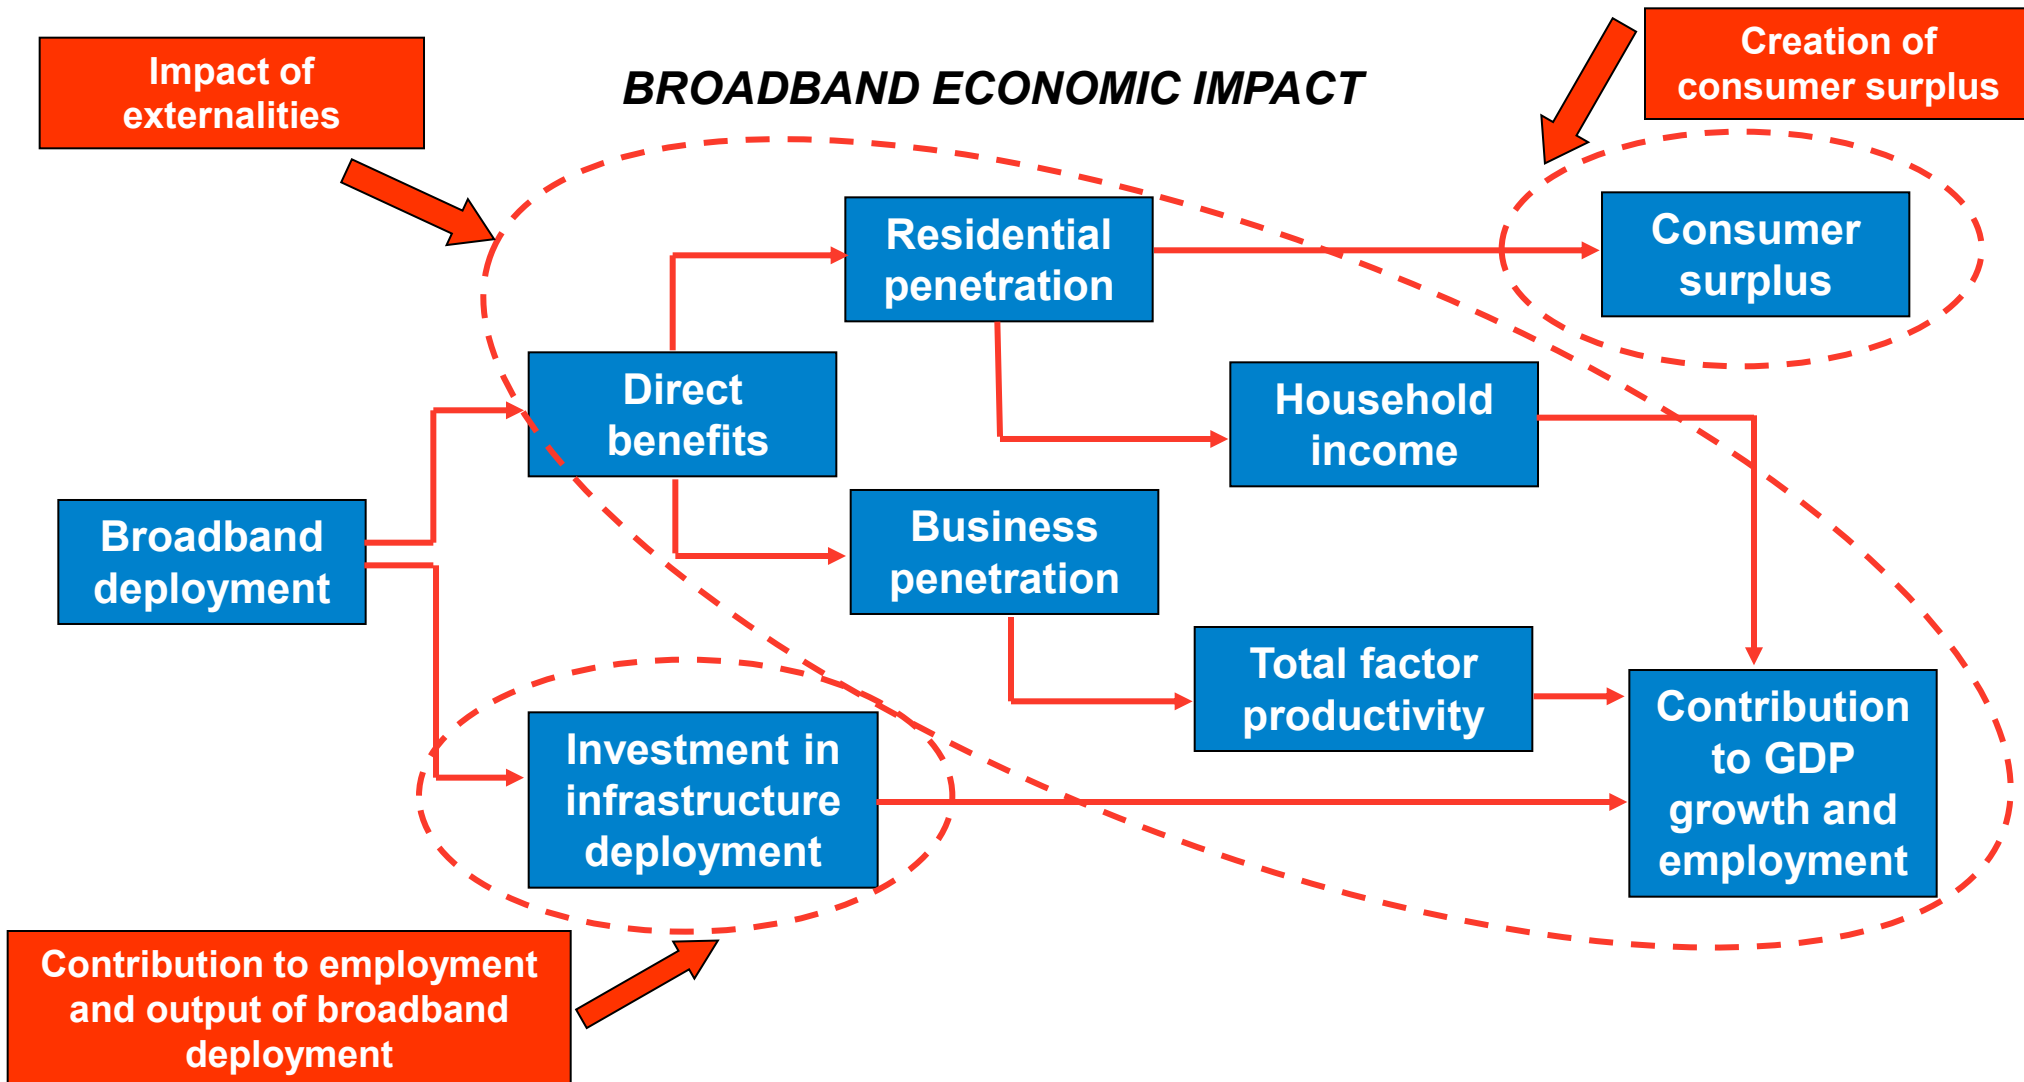 Impact of
externalities
BROADBAND ECONOMIC IMPACT
Creation of
consumer surplus
Residential
penetration
Consumer
surplus
Direct
benefits
Household
income
Broadband
deployment
Business
penetration
Total factor
productivity
Investment in
infrastructure
deployment
Contribution
to GDP
growth and
employment
Contribution to employment
and output of broadband
deployment